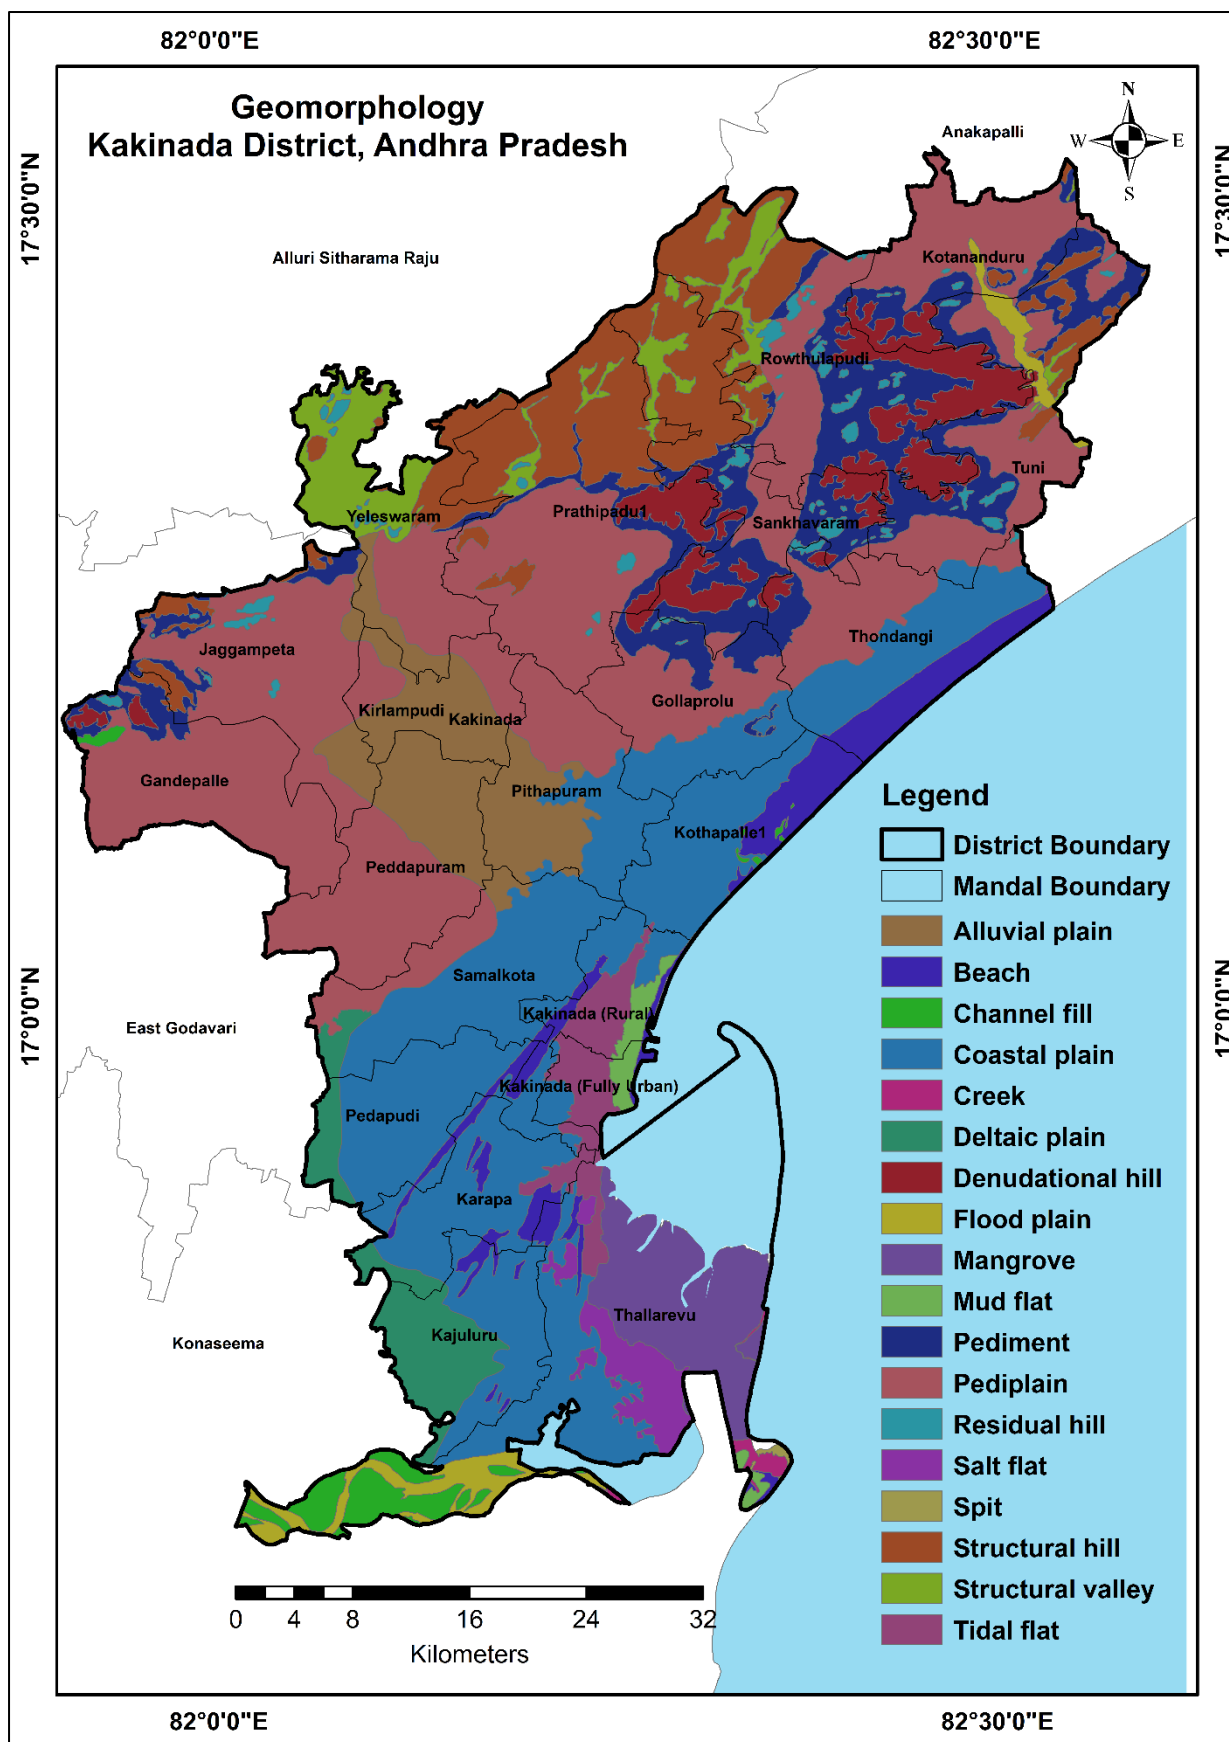 82°0'0"E
82°30'0"E
Geomorphology
Kakinada District, Andhra Pradesh
N
W
E
S
17°30'0"N
17°30'0"N
Anakapalli
Alluri Sitharama Raju
Kotananduru
Rowthulapudi
Tuni
Yeleswaram
Prathipadu1
Sankhavaram
Thondangi
Jaggampeta
Gollaprolu
Kirlampudi
Kakinada
Gandepalle
Pithapuram
Kothapalle1
Peddapuram
Samalkota
Kakinada (Rural)
East Godavari
17°0'0"N
17°0'0"N
Kakinada (Fully Urban)
Pedapudi
Karapa
Thallarevu
Kajuluru
Konaseema
Legend
District Boundary
Mandal Boundary
Alluvial plain
Beach
Channel fill
Coastal plain
Creek
Deltaic plain
Denudational hill
Flood plain
Mangrove
Mud flat
Pediment
Pediplain
Residual hill
Salt flat
Spit
Structural hill
Structural valley
Tidal flat
0 4 8 16 24 32
Kilometers
82°0'0"E
82°30'0"E